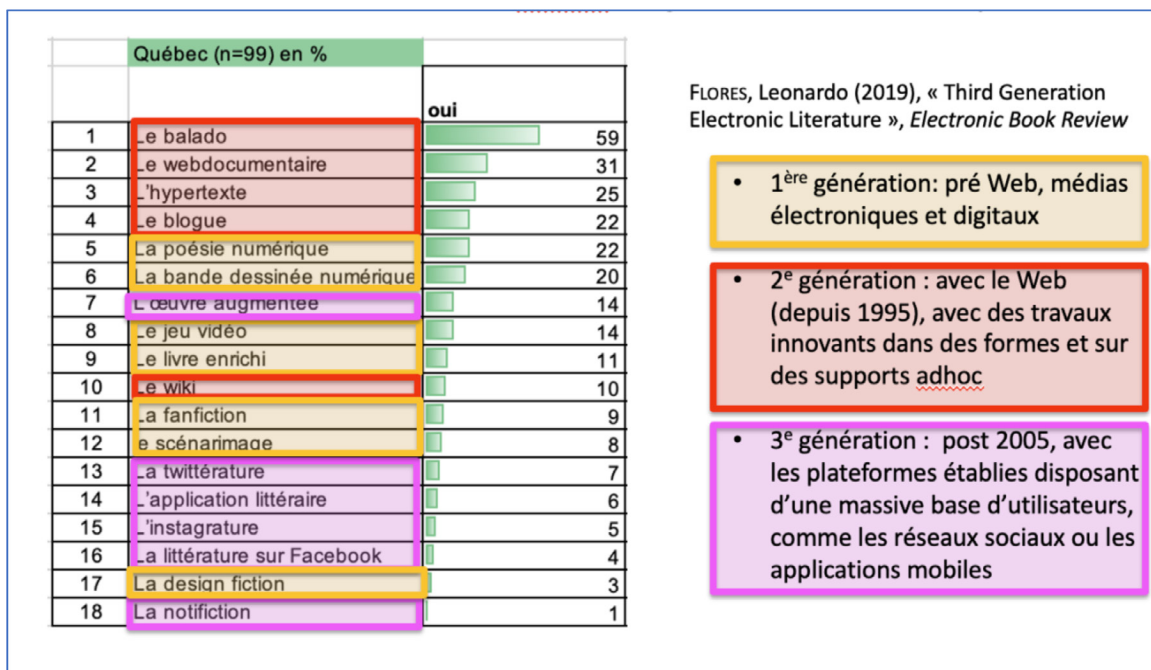 Québec (n=99) en %
oui
1 Le balado 59
2 Le webdocumentaire 31
3 L'hypertexte 25
4 Le blogue 22
5 La poésie numérique 22
6 La bande dessinée numérique 20
7 L'œuvre augmentée 14
8 Le jeu vidéo 14
9 Le livre enrichi 11
10 Le wiki 10
11 La fanfiction 9
12 e scénarimage 8
13 La twittérature 7
14 L'application littéraire 6
15 L'instagrature 5
16 La littérature sur Facebook 4
17 La design fiction 3
18 La notifiction 1
FLORES, Leonardo (2019), « Third Generation
Electronic Literature », Electronic Book Review
• 1ère génération: pré Web, médias
électroniques et digitaux
• 2e génération : avec le Web
(depuis 1995), avec des travaux
innovants dans des formes et sur
des supports adhoc
• 3e génération : post 2005, avec
les plateformes établies disposant
d'une massive base d'utilisateurs,
comme les réseaux sociaux ou les
applications mobiles